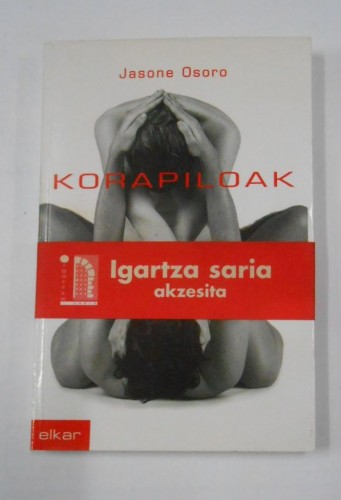 Jasone Osoro
KORAPILOAK
Igartza saria
akzesita
elkar